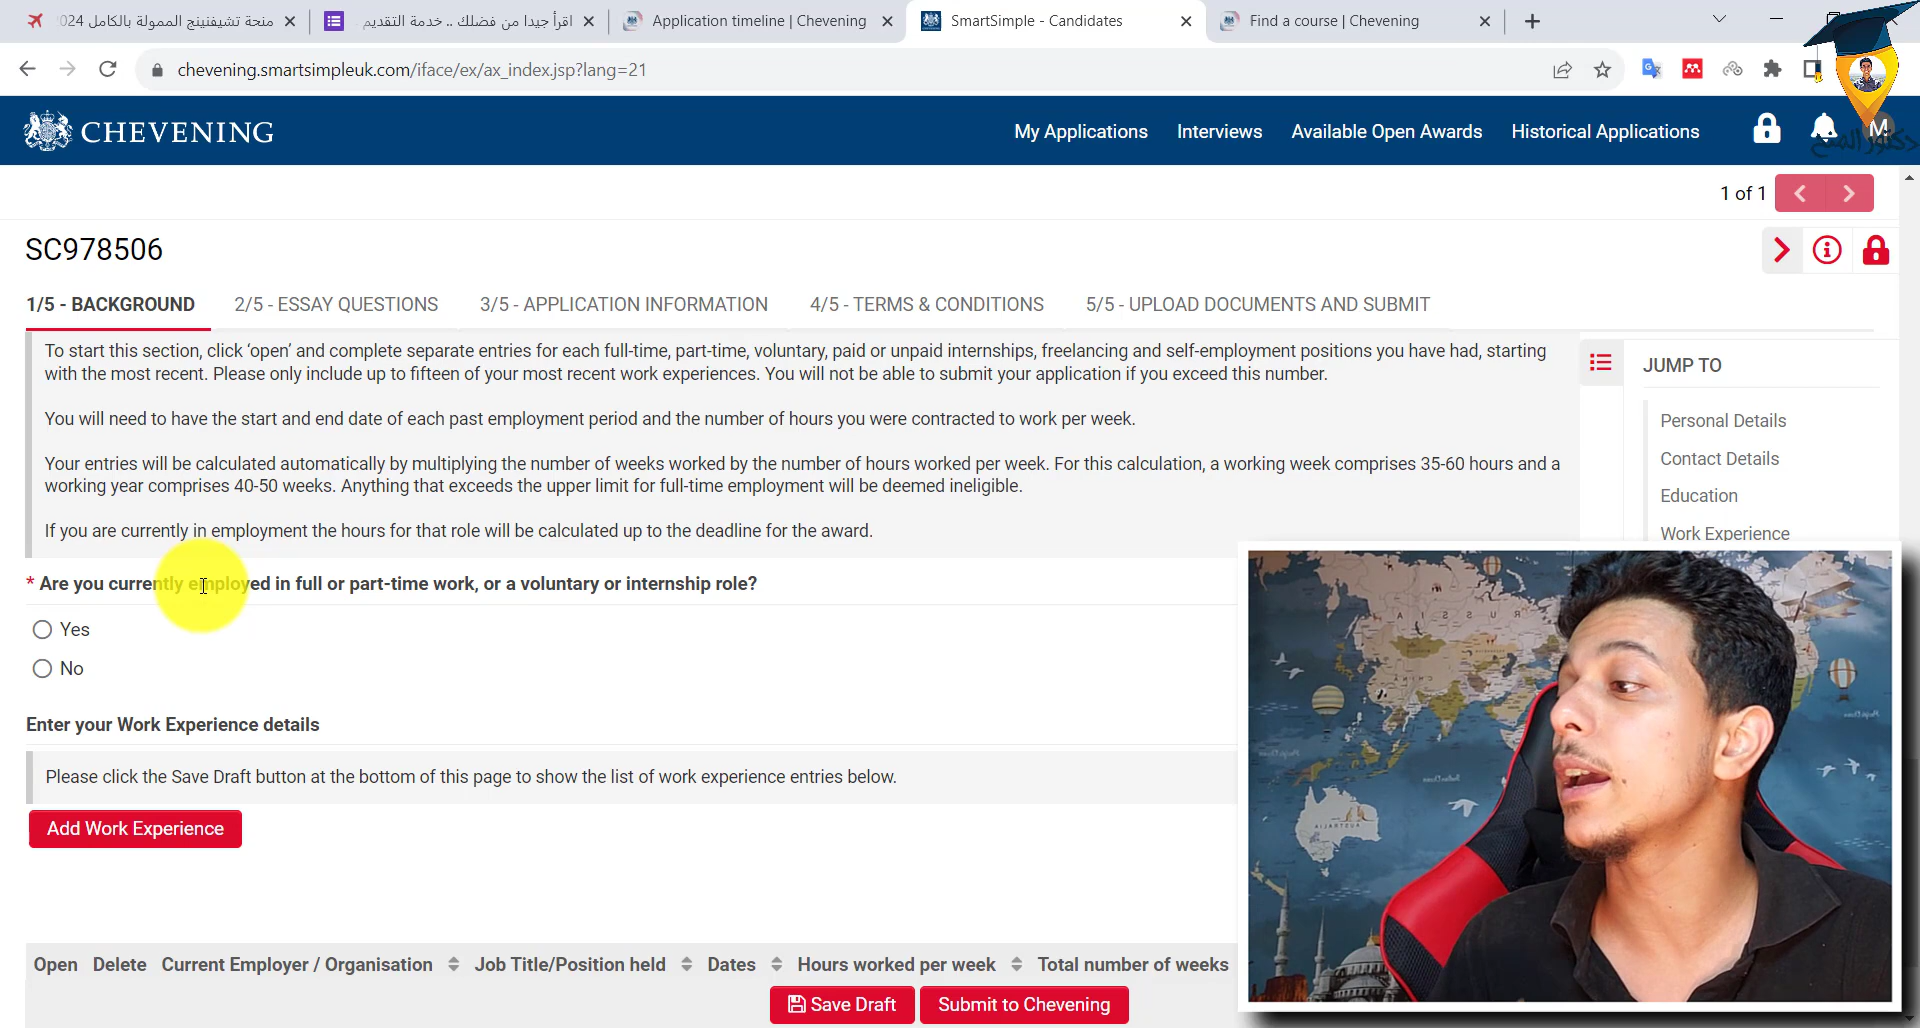 منحة تشيفنينج الممولة بالكامل 2024
اقرأ جيدا من فضلك .. خدمة التقديم
Application timeline | Chevening
SmartSimple - Candidates
Find a course | Chevening
chevening.smartsimpleuk.com/iface/ex/ax_index.jsp?lang=21
CHEVENING
My Applications
Interviews
Available Open Awards
Historical Applications
M
دكتور المنح
1 of 1
SC978506
1/5 - BACKGROUND
2/5 - ESSAY QUESTIONS
3/5 - APPLICATION INFORMATION
4/5 - TERMS & CONDITIONS
5/5 - UPLOAD DOCUMENTS AND SUBMIT
To start this section, click ‘open’ and complete separate entries for each full-time, part-time, voluntary, paid or unpaid internships, freelancing and self-employment positions you have had, starting
with the most recent. Please only include up to fifteen of your most recent work experiences. You will not be able to submit your application if you exceed this number.
You will need to have the start and end date of each past employment period and the number of hours you were contracted to work per week.
Your entries will be calculated automatically by multiplying the number of weeks worked by the number of hours worked per week. For this calculation, a working week comprises 35-60 hours and a
working year comprises 40-50 weeks. Anything that exceeds the upper limit for full-time employment will be deemed ineligible.
If you are currently in employment the hours for that role will be calculated up to the deadline for the award.
JUMP TO
Personal Details
Contact Details
Education
Work Experience
* Are you currently employed in full or part-time work, or a voluntary or internship role?
Yes
No
Enter your Work Experience details
Please click the Save Draft button at the bottom of this page to show the list of work experience entries below.
Add Work Experience
Open
Delete
Current Employer / Organisation
Job Title/Position held
Dates
Hours worked per week
Total number of weeks
Save Draft
Submit to Chevening
RUSSIA
AUSTRALIA